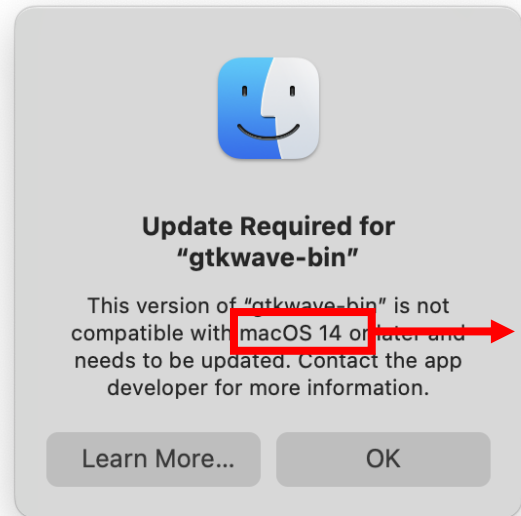 Update Required for
“gtkwave-bin”
This version of “gtkwave-bin” is not
compatible with macOS 14 or later and
needs to be updated. Contact the app
developer for more information.
Learn More... OK